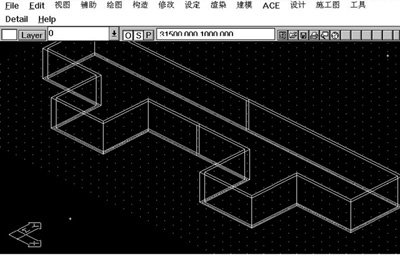 File Edit 视图 辅助 绘图 构造 修改 设定 渲染 建模 ACE 设计 施工图 工具
Detail Help
Layer 0 O S P 31500.000,1000.000